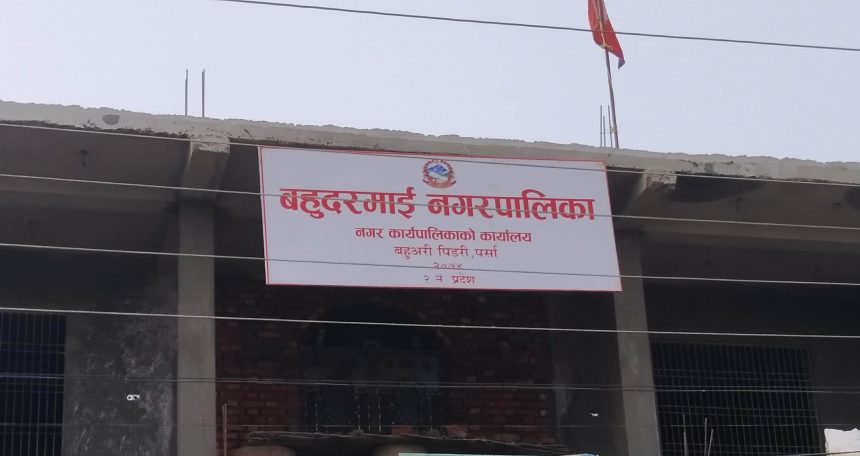 बहुदरमाई नगरपालिका
नगर कार्यपालिकाको कार्यालय
बहुअरी पिडरी, पर्सा
२ नं प्रदेश